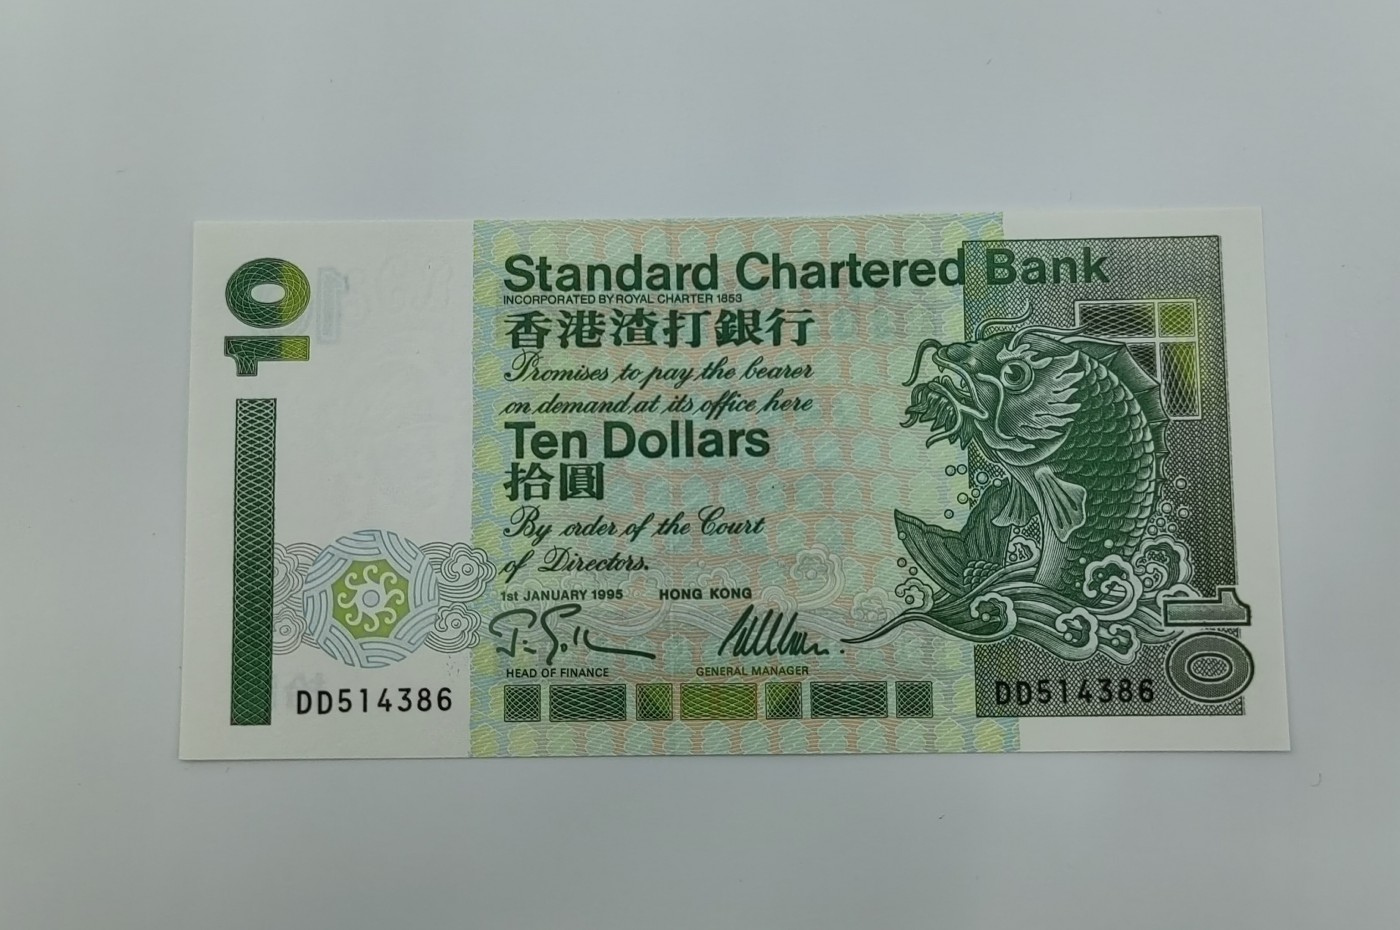 10
Standard Chartered Bank
INCORPORATED BY ROYAL CHARTER 1853
香港渣打銀行
Promises to pay the bearer
on demand at its office here
Ten Dollars
拾圓
By order of the Court
of Directors.
1st JANUARY 1995 HONG KONG
HEAD OF FINANCE GENERAL MANAGER
DD514386 DD514386
10